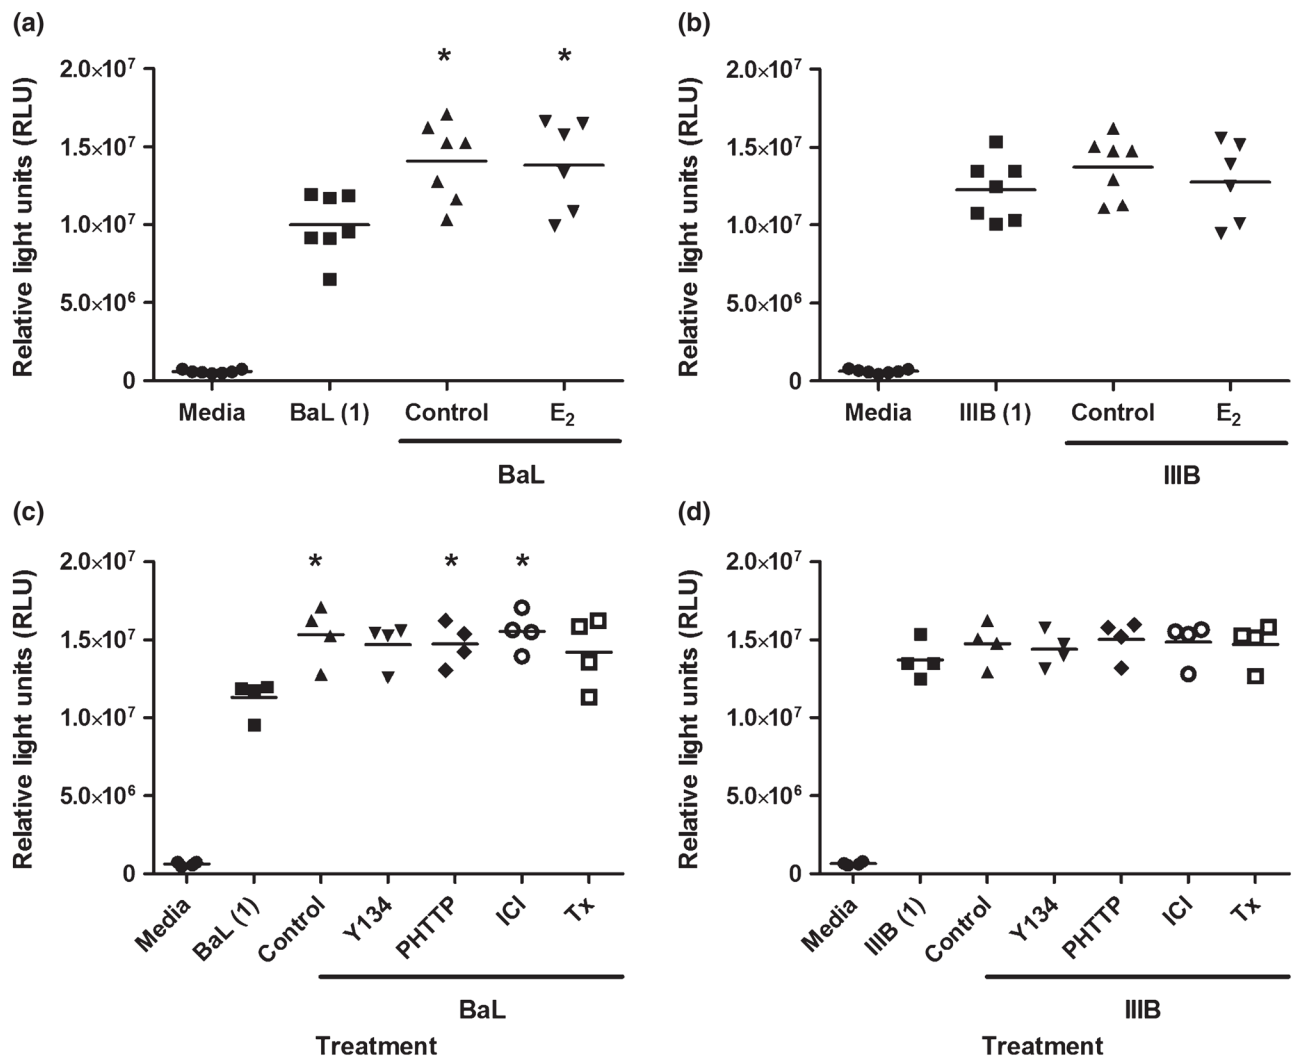 (a)
* *
Relative light units (RLU)
2.0×10⁷
1.5×10⁷
1.0×10⁷
5.0×10⁶
0
Media BaL (1) Control E₂
BaL
(b)
Relative light units (RLU)
2.0×10⁷
1.5×10⁷
1.0×10⁷
5.0×10⁶
0
Media IIIB (1) Control E₂
IIIB
(c)
* * *
Relative light units (RLU)
2.0×10⁷
1.5×10⁷
1.0×10⁷
5.0×10⁶
0
Media BaL (1) Control Y134 PHTTP ICI Tx
BaL
Treatment
(d)
Relative light units (RLU)
2.0×10⁷
1.5×10⁷
1.0×10⁷
5.0×10⁶
0
Media IIIB (1) Control Y134 PHTTP ICI Tx
IIIB
Treatment